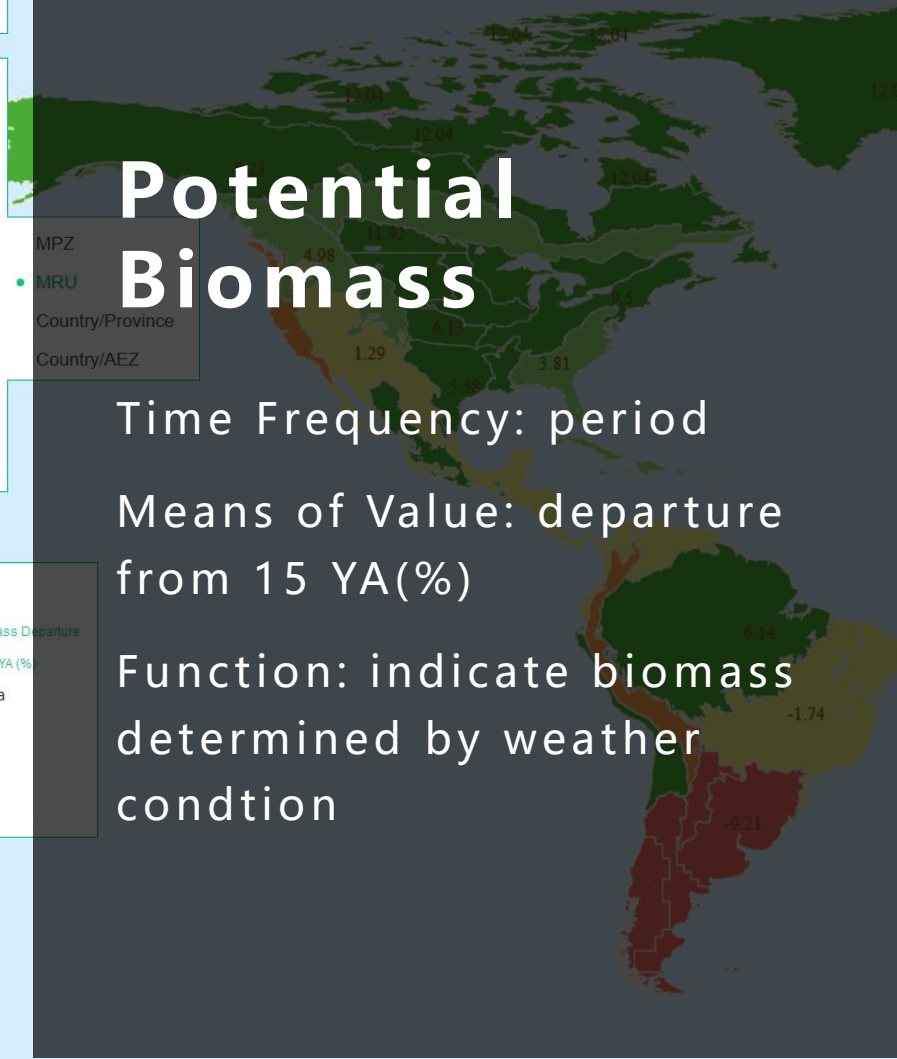 12.04
12.04
12.04
12.04
12.04
Potential
11.92
MPZ
4.98
Biomass
MRU
9.5
Country/Province
6.13
1.29
Country/AEZ
3.81
5.58
Time Frequency: period
Means of Value: departure
from 15 YA(%)
Departure
6.14
YA (%)
Function: indicate biomass
-1.74
determined by weather
condtion
-9.21